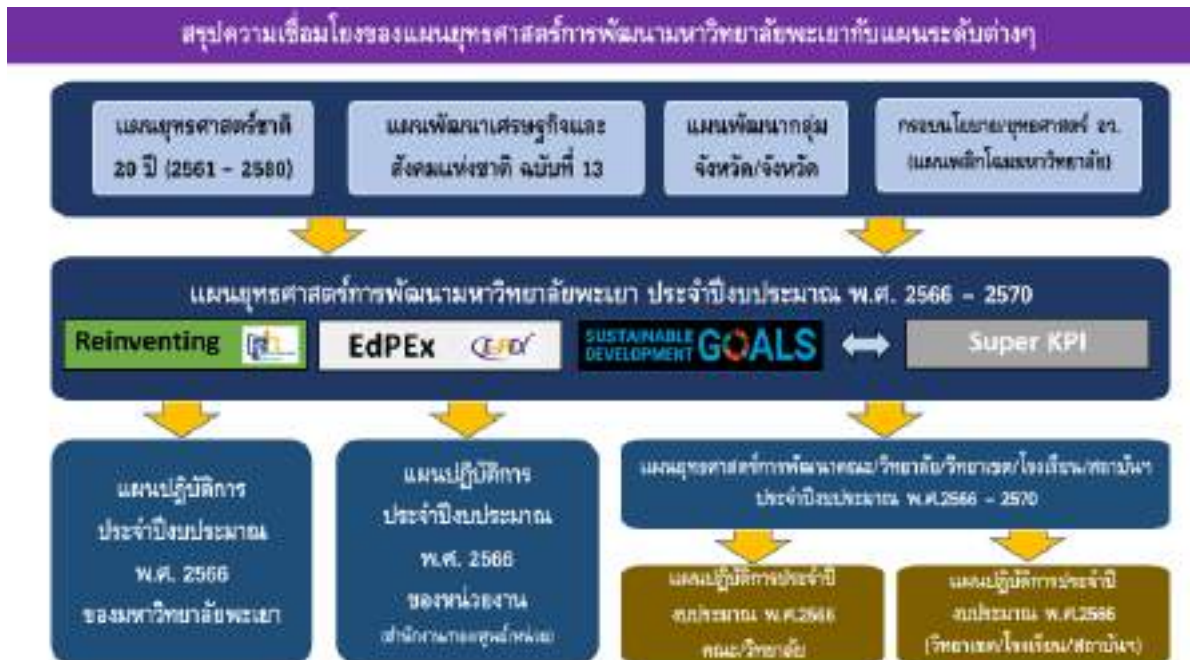 สรุปความเชื่อมโยงของแผนยุทธศาสตร์การพัฒนามหาวิทยาลัยพะเยากับแผนระดับต่างๆ
แผนยุทธศาสตร์ชาติ
20 ปี (2561 - 2580)
แผนพัฒนาเศรษฐกิจและ
สังคมแห่งชาติ ฉบับที่ 13
แผนพัฒนากลุ่ม
จังหวัด/จังหวัด
กรอบนโยบาย/ยุทธศาสตร์ อว.
(แผนพลิกโฉมมหาวิทยาลัย)
แผนยุทธศาสตร์การพัฒนามหาวิทยาลัยพะเยา ประจำปีงบประมาณ พ.ศ. 2566 - 2570
Reinventing
EdPEx
SUSTAINABLE
DEVELOPMENT GOALS
Super KPI
แผนปฏิบัติการ
ประจำปีงบประมาณ
พ.ศ. 2566
ของมหาวิทยาลัยพะเยา
แผนปฏิบัติการ
ประจำปีงบประมาณ
พ.ศ. 2566
ของหน่วยงาน
แผนยุทธศาสตร์การพัฒนาคณะ/วิทยาลัย/วิทยาเขต/โรงเรียน/สถาบันฯ
ประจำปีงบประมาณ พ.ศ.2566 - 2570
แผนปฏิบัติการประจำปี
งบประมาณ พ.ศ.2566
คณะ/วิทยาลัย
แผนปฏิบัติการประจำปี
งบประมาณ พ.ศ.2566
(วิทยาเขต/โรงเรียน/สถาบันฯ)